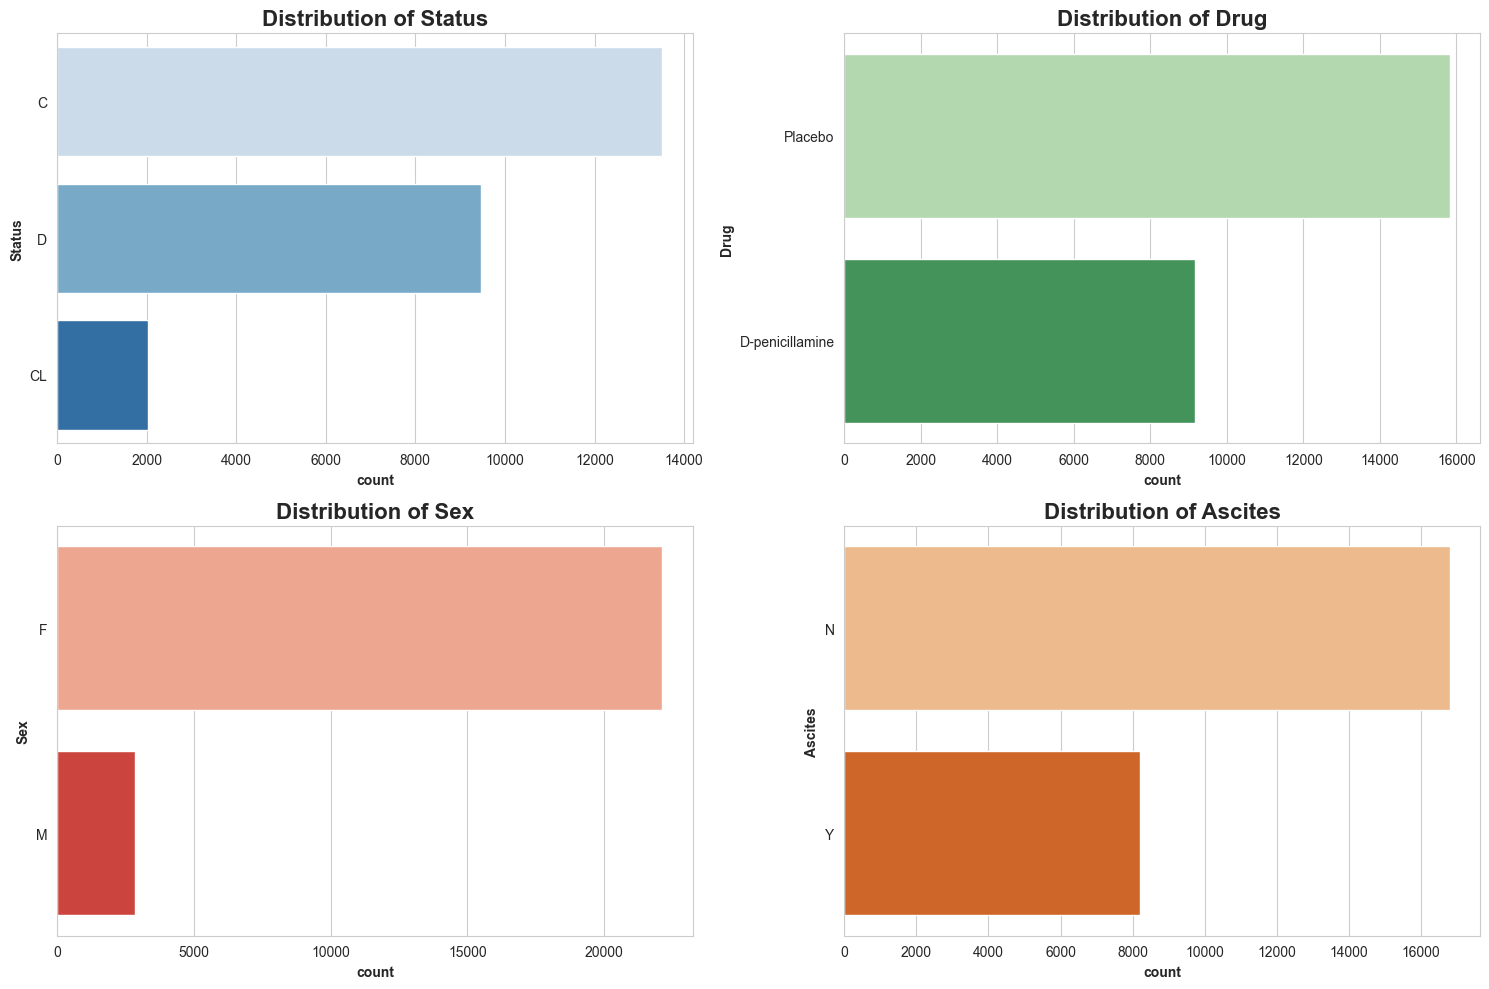 Distribution of Status
C
D
CL
Status
0 2000 4000 6000 8000 10000 12000 14000
count
Distribution of Drug
Placebo
D-penicillamine
Drug
0 2000 4000 6000 8000 10000 12000 14000 16000
count
Distribution of Sex
F
M
Sex
0 5000 10000 15000 20000
count
Distribution of Ascites
N
Y
Ascites
0 2000 4000 6000 8000 10000 12000 14000 16000
count